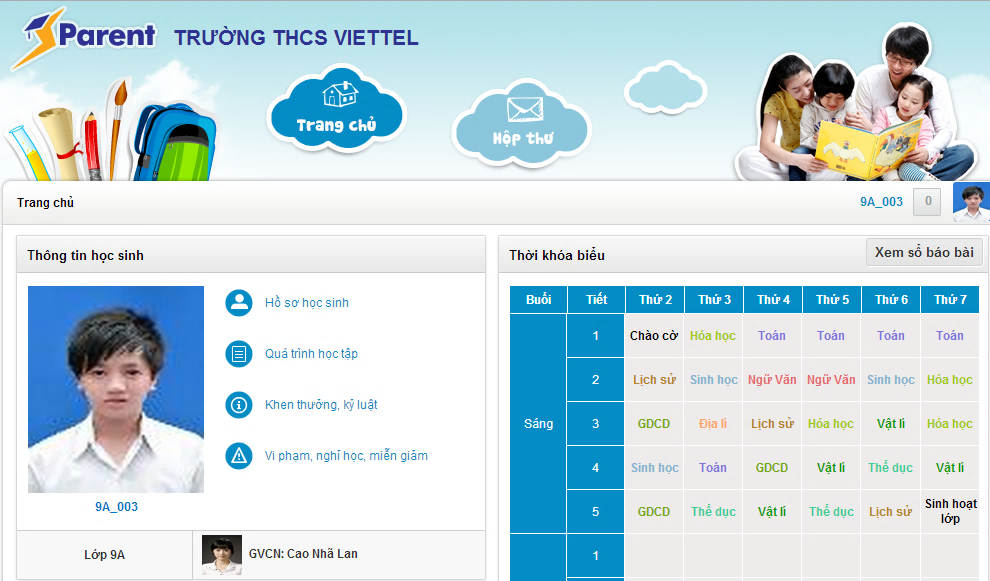 Parent TRƯỜNG THCS VIETTEL
Trang chủ
Hộp thư
Trang chủ
9A_003 0
Thông tin học sinh
Hồ sơ học sinh
Quá trình học tập
Khen thưởng, kỷ luật
Vi phạm, nghỉ học, miễn giảm
9A_003
Lớp 9A
GVCN: Cao Nhã Lan
Thời khóa biểu
Xem sổ báo bài
Buổi Tiết Thứ 2 Thứ 3 Thứ 4 Thứ 5 Thứ 6 Thứ 7
1 Chào cờ Hóa học Toán Toán Toán Toán
2 Lịch sử Sinh học Ngữ Văn Ngữ Văn Sinh học Hóa học
Sáng 3 GDCD Địa lí Lịch sử Hóa học Vật lí Hóa học
4 Sinh học Toán GDCD Vật lí Thể dục Vật lí
5 GDCD Thể dục Vật lí Thể dục Lịch sử Sinh hoạt
lớp
1